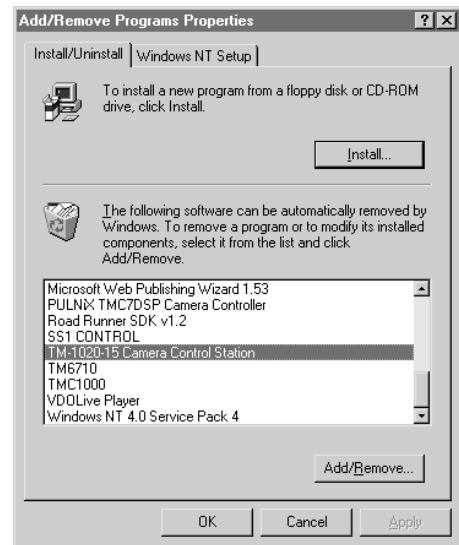 Add/Remove Programs Properties
? X
Install/Uninstall
Windows NT Setup
To install a new program from a floppy disk or CD-ROM
drive, click Install.
Install...
The following software can be automatically removed by
Windows. To remove a program or to modify its installed
components, select it from the list and click
Add/Remove.
Microsoft Web Publishing Wizard 1.53
PULNiX TMC7DSP Camera Controller
Road Runner SDK v1.2
SS1 CONTROL
TM-1020-15 Camera Control Station
TM6710
TMC1000
VDOLive Player
Windows NT 4.0 Service Pack 4
Add/Remove...
OK
Cancel
Apply